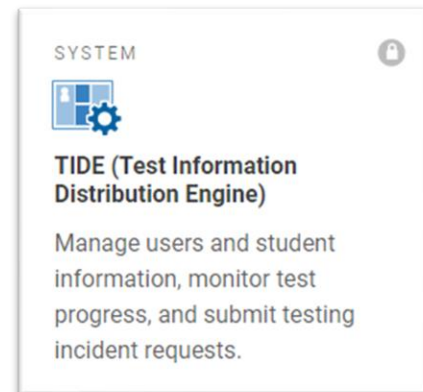 SYSTEM
TIDE (Test Information
Distribution Engine)
Manage users and student
information, monitor test
progress, and submit testing
incident requests.